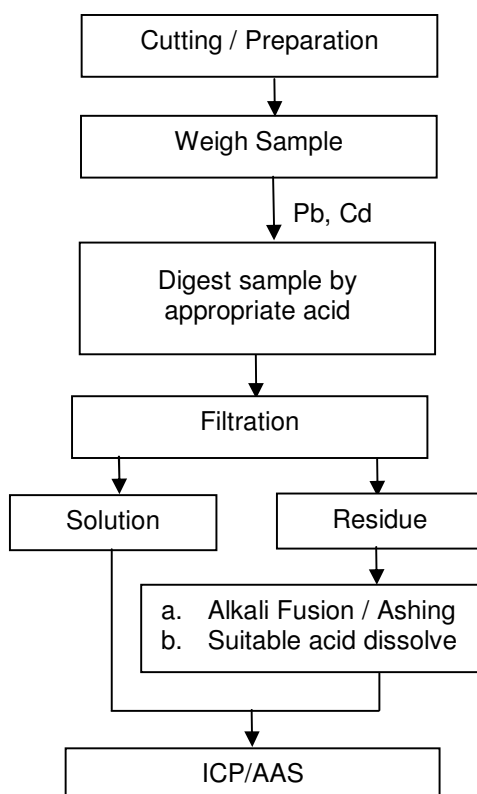 Cutting / Preparation
Weigh Sample
Pb, Cd
Digest sample by
appropriate acid
Filtration
Solution
Residue
a. Alkali Fusion / Ashing
b. Suitable acid dissolve
ICP/AAS